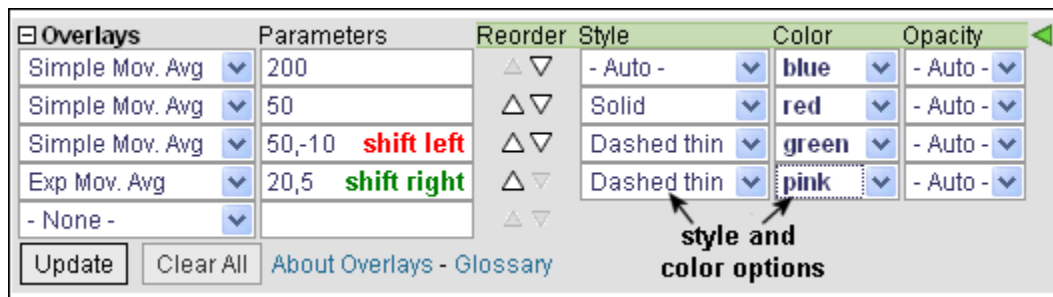 Overlays Parameters Reorder Style Color Opacity
Simple Mov. Avg 200 - Auto - blue - Auto -
Simple Mov. Avg 50 Solid red - Auto -
Simple Mov. Avg 50,-10 shift left Dashed thin green - Auto -
Exp Mov. Avg 20,5 shift right Dashed thin pink - Auto -
- None -
style and
color options
Update Clear All About Overlays - Glossary